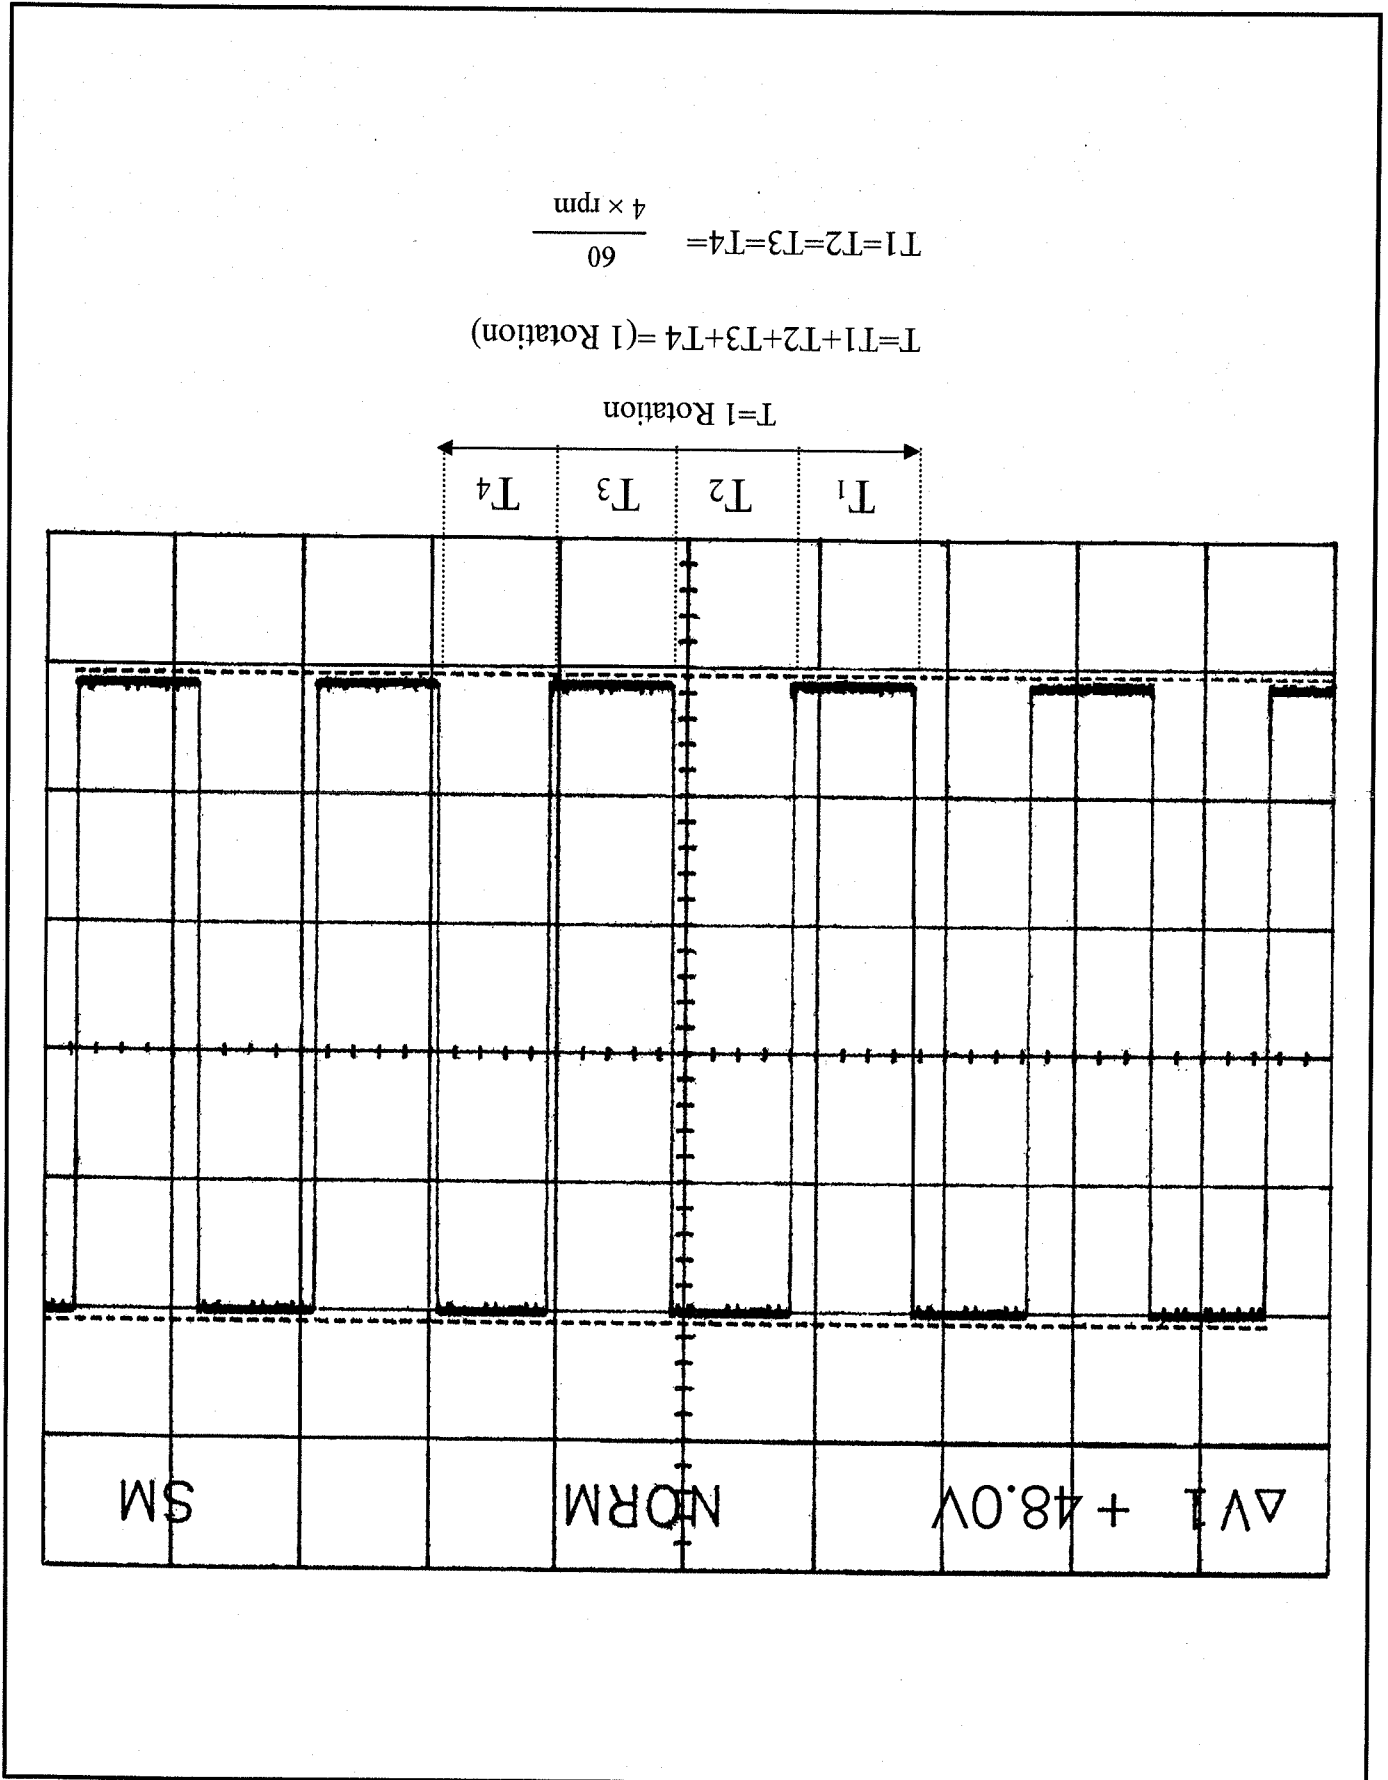 ΔV1 +48.0V NORM SM
T1 T2 T3 T4
T=1 Rotation
T=T1+T2+T3+T4 =(1 Rotation)
T1=T2=T3=T4= 60
4 × rpm